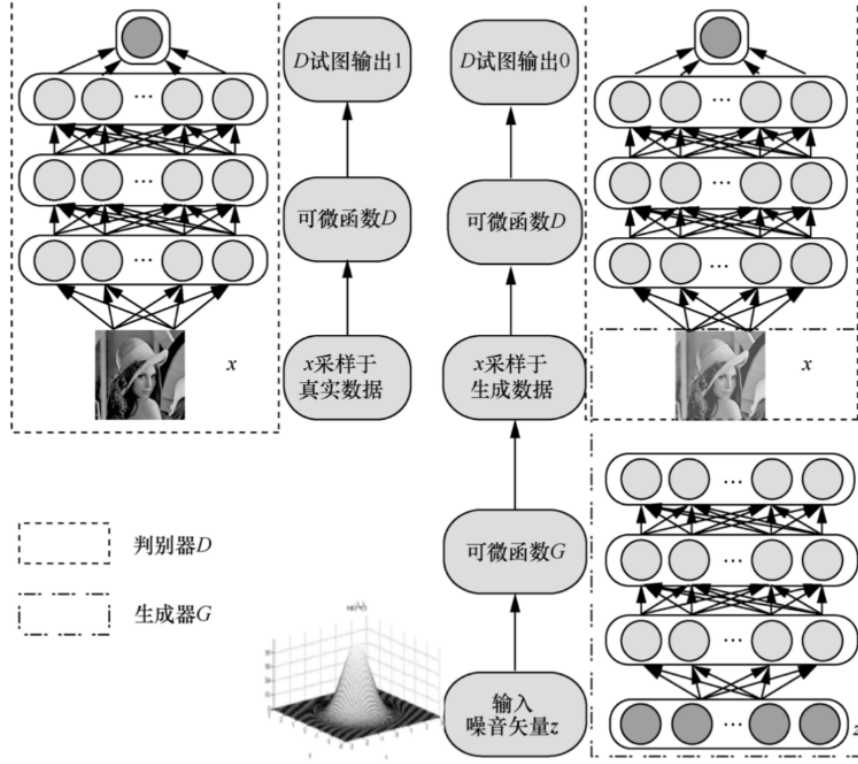 D试图输出1
D试图输出0
…
…
可微函数D
可微函数D
…
…
…
…
x
x采样于
真实数据
x采样于
生成数据
x
…
判别器D
可微函数G
…
生成器G
…
输入
噪音矢量z
…
z